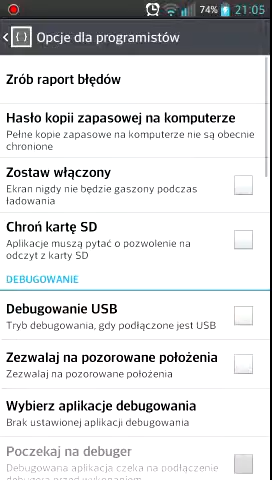 74% 21:05
Opcje dla programistów
Zrób raport błędów
Hasło kopii zapasowej na komputerze
Pełne kopie zapasowe na komputerze nie są obecnie
chronione
Zostaw włączony
Ekran nigdy nie będzie gaszony podczas
ładowania
Chroń kartę SD
Aplikacje muszą pytać o pozwolenie na
odczyt z karty SD
DEBUGOWANIE
Debugowanie USB
Tryb debugowania, gdy podłączone jest USB
Zezwalaj na pozorowane położenia
Zezwalaj na pozorowane położenia
Wybierz aplikacje debugowania
Brak ustawionej aplikacji debugowania
Poczekaj na debuger
Debugowana aplikacja czeka na podłączenie
debugera przed wykonaniem